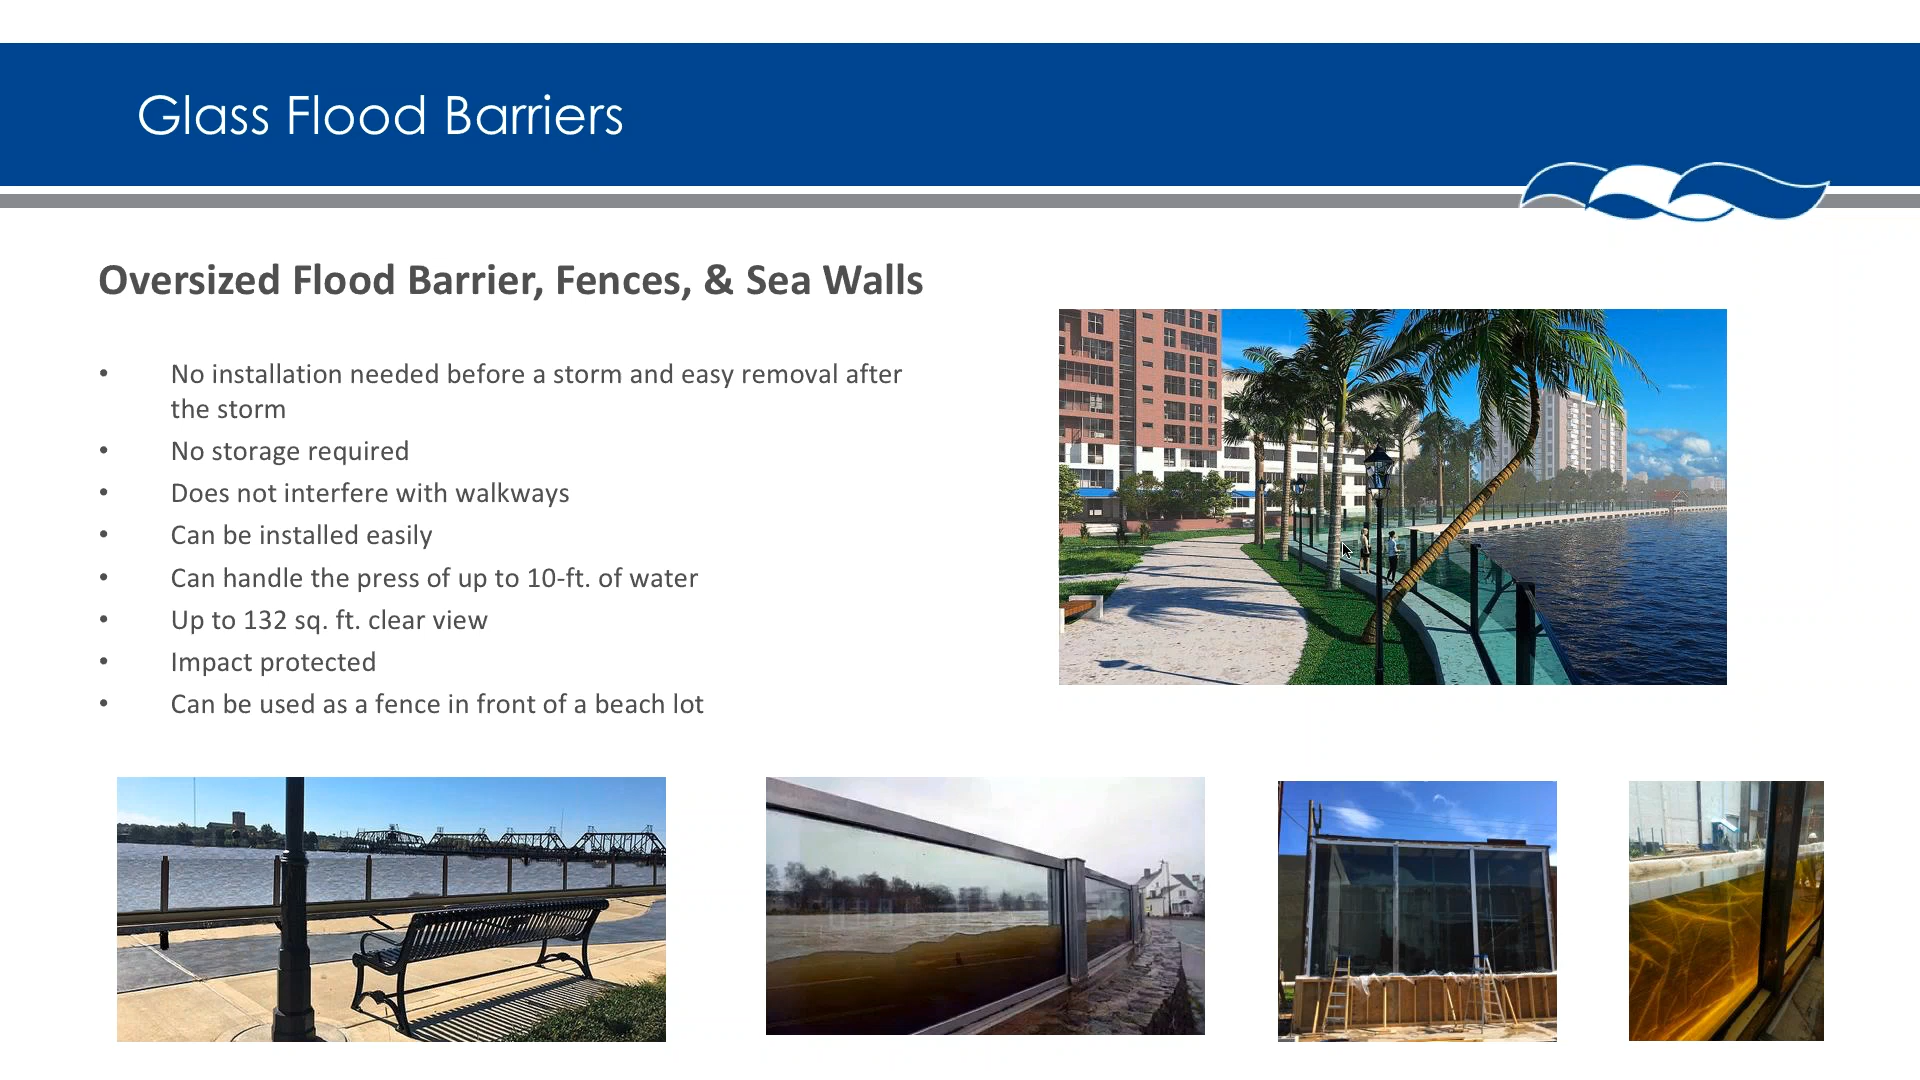 Glass Flood Barriers
Oversized Flood Barrier, Fences, & Sea Walls
• No installation needed before a storm and easy removal after
the storm
• No storage required
• Does not interfere with walkways
• Can be installed easily
• Can handle the press of up to 10-ft. of water
• Up to 132 sq. ft. clear view
• Impact protected
• Can be used as a fence in front of a beach lot